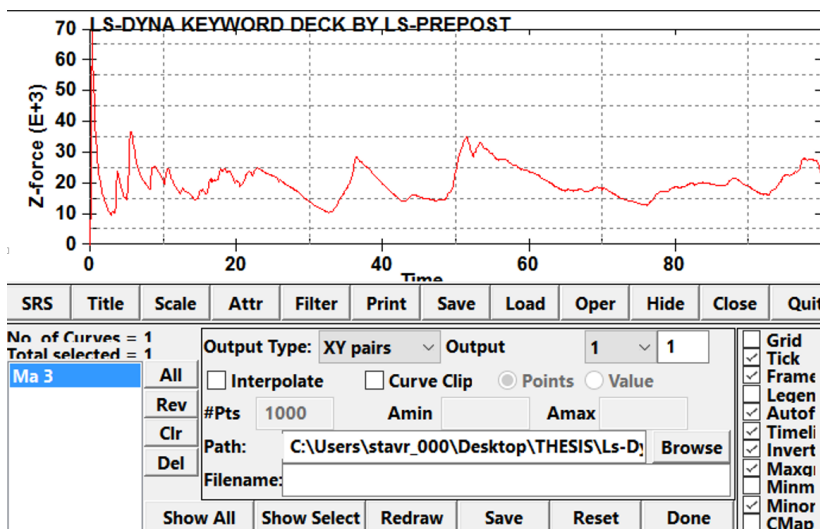 LS-DYNA KEYWORD DECK BY LS-PREPOST
70
60
50
40
30
20
10
0
Z-force (E+3)
0 20 40 60 80
Time
SRS Title Scale Attr Filter Print Save Load Oper Hide Close Quit
No. of Curves = 1
Total selected = 1
Ma 3
All
Rev
Clr
Del
Output Type: XY pairs Output 1 1
Interpolate Curve Clip Points Value
#Pts 1000 Amin Amax
Path: C:\Users\stavr_000\Desktop\THESIS\Ls-Dy Browse
Filename:
Show All Show Select Redraw Save Reset Done
Grid
Tick
Frame
Legen
Autof
Timeli
Invert
Maxgr
Minm
Minor
CMap